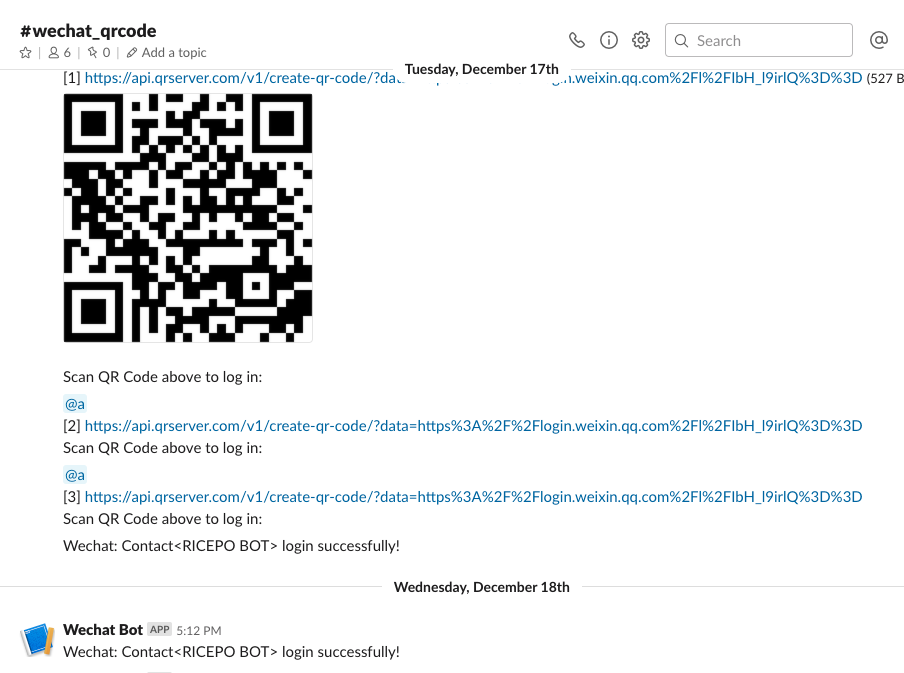 #wechat_qrcode
6 | 0 | Add a topic
Search
Tuesday, December 17th
[1] https://api.qrserver.com/v1/create-qr-code/?da login.weixin.qq.com%2Fl%2FIbH_l9irlQ%3D%3D (527 B
Scan QR Code above to log in:
@a
[2] https://api.qrserver.com/v1/create-qr-code/?data=https%3A%2F%2Flogin.weixin.qq.com%2Fl%2FIbH_l9irlQ%3D%3D
Scan QR Code above to log in:
@a
[3] https://api.qrserver.com/v1/create-qr-code/?data=https%3A%2F%2Flogin.weixin.qq.com%2Fl%2FIbH_l9irlQ%3D%3D
Scan QR Code above to log in:
Wechat: Contact<RICEPO BOT> login successfully!
Wednesday, December 18th
Wechat Bot APP 5:12 PM
Wechat: Contact<RICEPO BOT> login successfully!